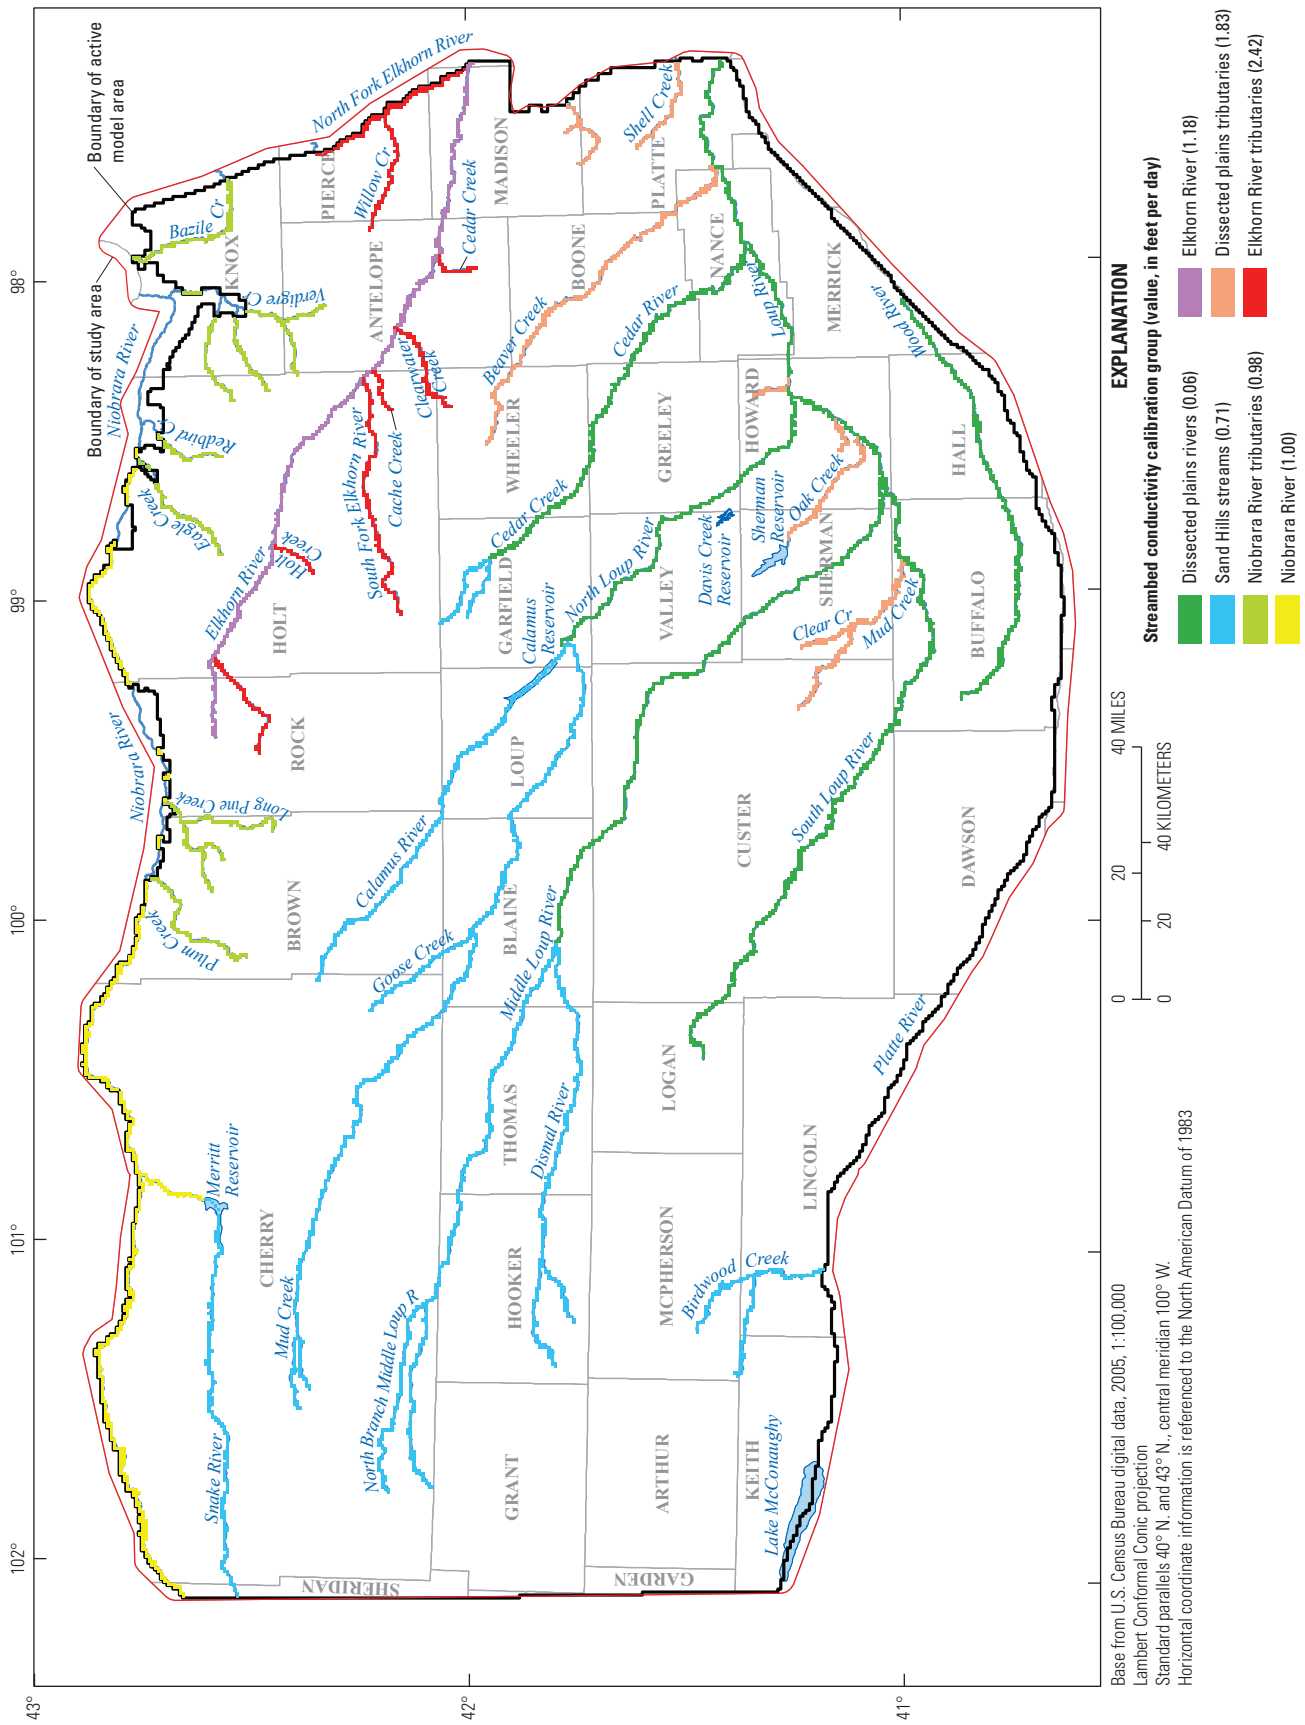 43°
42°
41°
102°
101°
100°
99°
98°
Boundary of study area
Boundary of active
model area
Niobrara River
Niobrara River
Snake River
Merritt
Reservoir
CHERRY
Mud Creek
North Branch Middle Loup R
SHERIDAN
GRANT
HOOKER
THOMAS
Dismal River
Middle Loup River
GARDEN
ARTHUR
MCPHERSON
LOGAN
KEITH
Lake McConaughy
Birdwood Creek
LINCOLN
Platte River
Plum Creek
Long Pine Creek
BROWN
Calamus River
Goose Creek
BLAINE
LOUP
ROCK
HOLT
Elkhorn River
Holt
Creek
South Fork Elkhorn River
Cache Creek
Clearwater
Creek
Eagle Creek
Redbird Cr
Verdigre Cr
Bazile Cr
KNOX
PIERCE
North Fork Elkhorn River
Willow Cr
ANTELOPE
Cedar Creek
MADISON
GARFIELD
Calamus
Reservoir
North Loup River
Cedar Creek
WHEELER
Beaver Creek
BOONE
Cedar River
Shell Creek
PLATTE
NANCE
Loup River
VALLEY
GREELEY
Davis Creek
Reservoir
Sherman
Reservoir
HOWARD
Oak Creek
SHERMAN
Clear Cr
Mud Creek
MERRICK
Wood River
HALL
BUFFALO
CUSTER
South Loup River
DAWSON
Base from U.S. Census Bureau digital data, 2005, 1:100,000
Lambert Conformal Conic projection
Standard parallels 40° N. and 43° N., central meridian 100° W.
Horizontal coordinate information is referenced to the North American Datum of 1983
0 20 40 MILES
0 20 40 KILOMETERS
EXPLANATION
Streambed conductivity calibration group (value, in feet per day)
Dissected plains rivers (0.06)
Sand Hills streams (0.71)
Niobrara River tributaries (0.98)
Niobrara River (1.00)
Elkhorn River (1.18)
Dissected plains tributaries (1.83)
Elkhorn River tributaries (2.42)